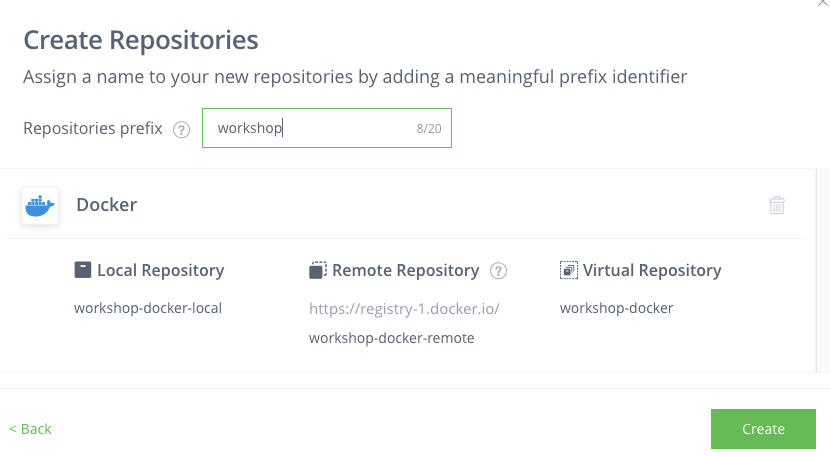 Create Repositories
Assign a name to your new repositories by adding a meaningful prefix identifier
Repositories prefix ? workshop 8/20
Docker
Local Repository
workshop-docker-local
Remote Repository ?
https://registry-1.docker.io/
workshop-docker-remote
Virtual Repository
workshop-docker
< Back
Create